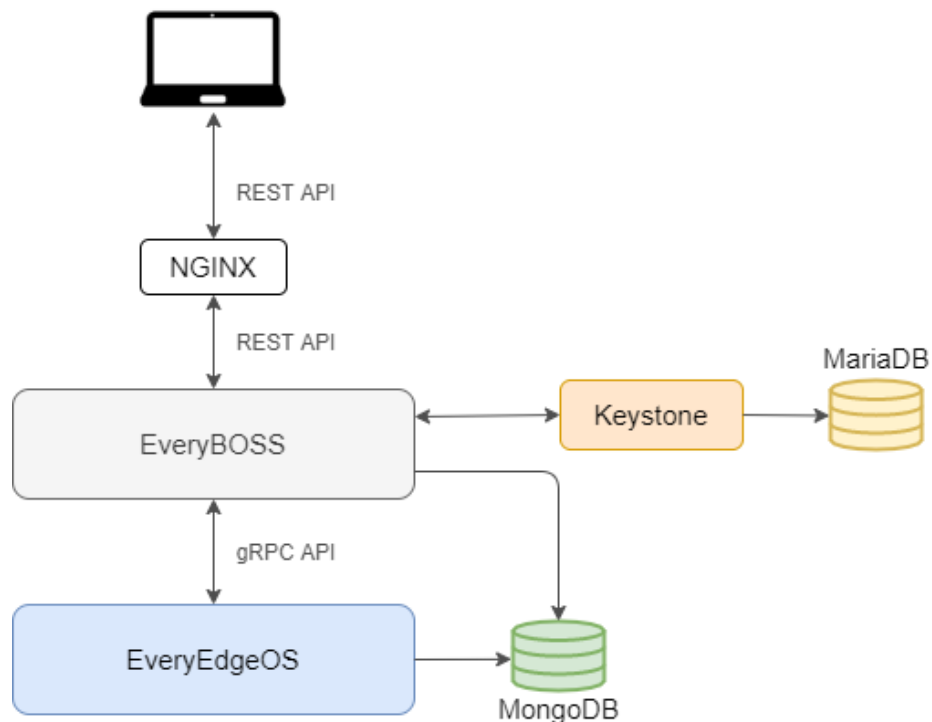 REST API
NGINX
REST API
MariaDB
EveryBOSS
Keystone
gRPC API
EveryEdgeOS
MongoDB